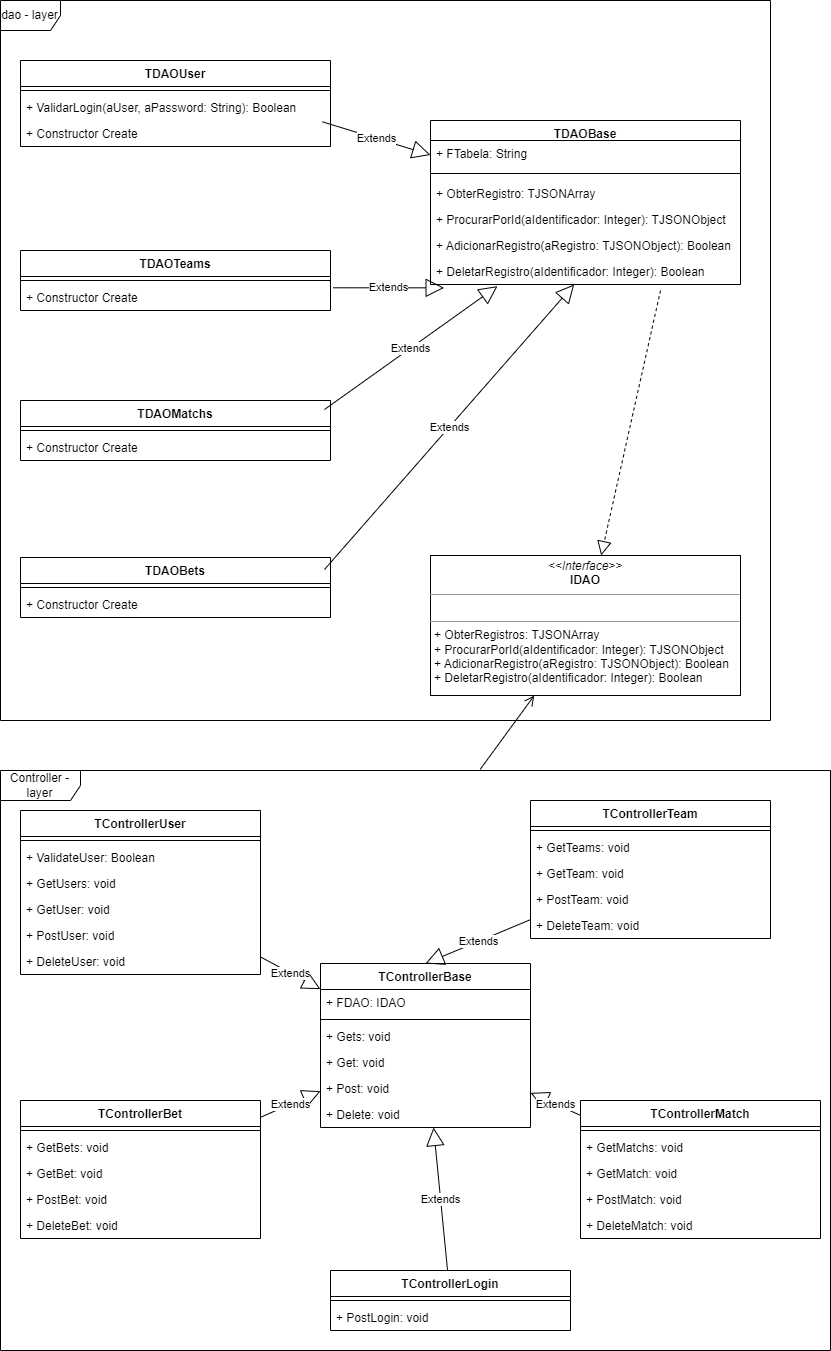 dao - layer
TDAOUser
+ ValidarLogin(aUser, aPassword: String): Boolean
+ Constructor Create
Extends
TDAOBase
+ FTabela: String
+ ObterRegistro: TJSONArray
+ ProcurarPorId(aIdentificador: Integer): TJSONObject
+ AdicionarRegistro(aRegistro: TJSONObject): Boolean
+ DeletarRegistro(aIdentificador: Integer): Boolean
TDAOTeams
+ Constructor Create
Extends
Extends
TDAOMatchs
+ Constructor Create
Extends
TDAOBets
+ Constructor Create
<<Interface>>
IDAO
+ ObterRegistros: TJSONArray
+ ProcurarPorId(aIdentificador: Integer): TJSONObject
+ AdicionarRegistro(aRegistro: TJSONObject): Boolean
+ DeletarRegistro(aIdentificador: Integer): Boolean
Controller -
layer
TControllerUser
+ ValidateUser: Boolean
+ GetUsers: void
+ GetUser: void
+ PostUser: void
+ DeleteUser: void
TControllerTeam
+ GetTeams: void
+ GetTeam: void
+ PostTeam: void
+ DeleteTeam: void
Extends
Extends
TControllerBase
+ FDAO: IDAO
+ Gets: void
+ Get: void
+ Post: void
+ Delete: void
Extends
Extends
TControllerBet
+ GetBets: void
+ GetBet: void
+ PostBet: void
+ DeleteBet: void
TControllerMatch
+ GetMatchs: void
+ GetMatch: void
+ PostMatch: void
+ DeleteMatch: void
Extends
TControllerLogin
+ PostLogin: void